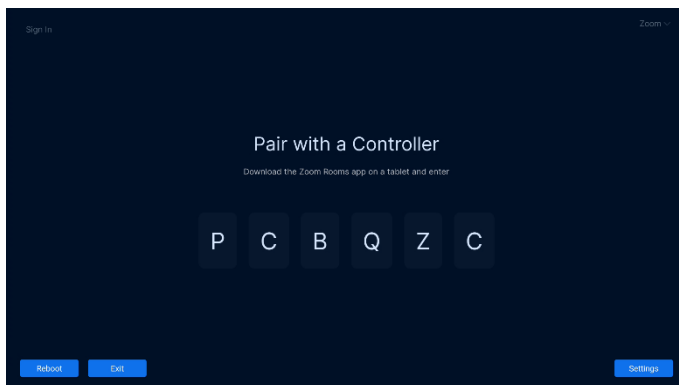 Sign In
Zoom
Pair with a Controller
Download the Zoom Rooms app on a tablet and enter
P C B Q Z C
Reboot Exit Settings